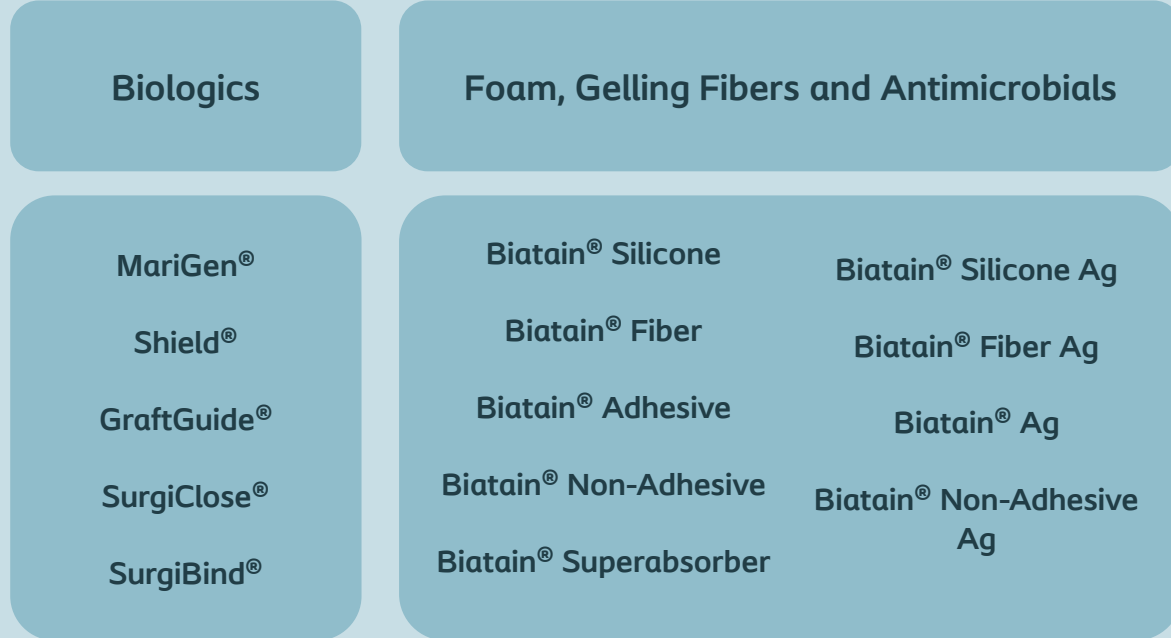 Biologics
Foam, Gelling Fibers and Antimicrobials
MariGen®
Shield®
GraftGuide®
SurgiClose®
SurgiBind®
Biatain® Silicone
Biatain® Fiber
Biatain® Adhesive
Biatain® Non-Adhesive
Biatain® Superabsorber
Biatain® Silicone Ag
Biatain® Fiber Ag
Biatain® Ag
Biatain® Non-Adhesive
Ag